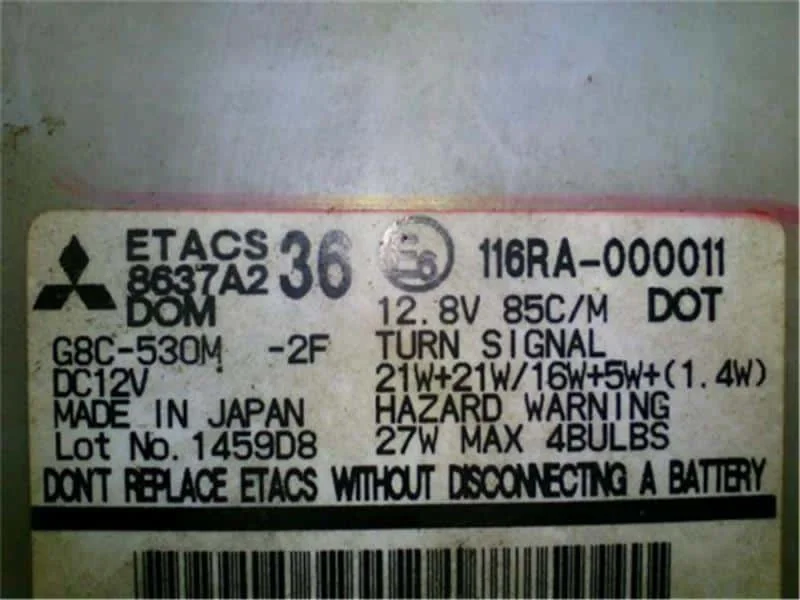 ETACS
8637A2 36
DOM
G8C-530M -2F
DC12V
MADE IN JAPAN
Lot No. 1459D8
E6 116RA-000011
12.8V 85C/M DOT
TURN SIGNAL
21W+21W/16W+5W+(1.4W)
HAZARD WARNING
27W MAX 4BULBS
DON'T REPLACE ETACS WITHOUT DISCONNECTING A BATTERY